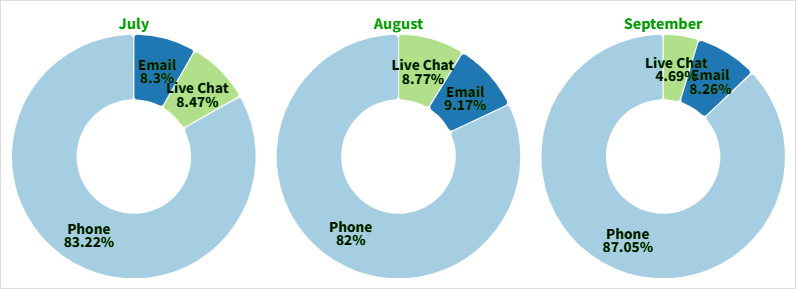 July
Email
8.3%
Live Chat
8.47%
Phone
83.22%
August
Live Chat
8.77%
Email
9.17%
Phone
82%
September
Live Chat
4.69%
Email
8.26%
Phone
87.05%